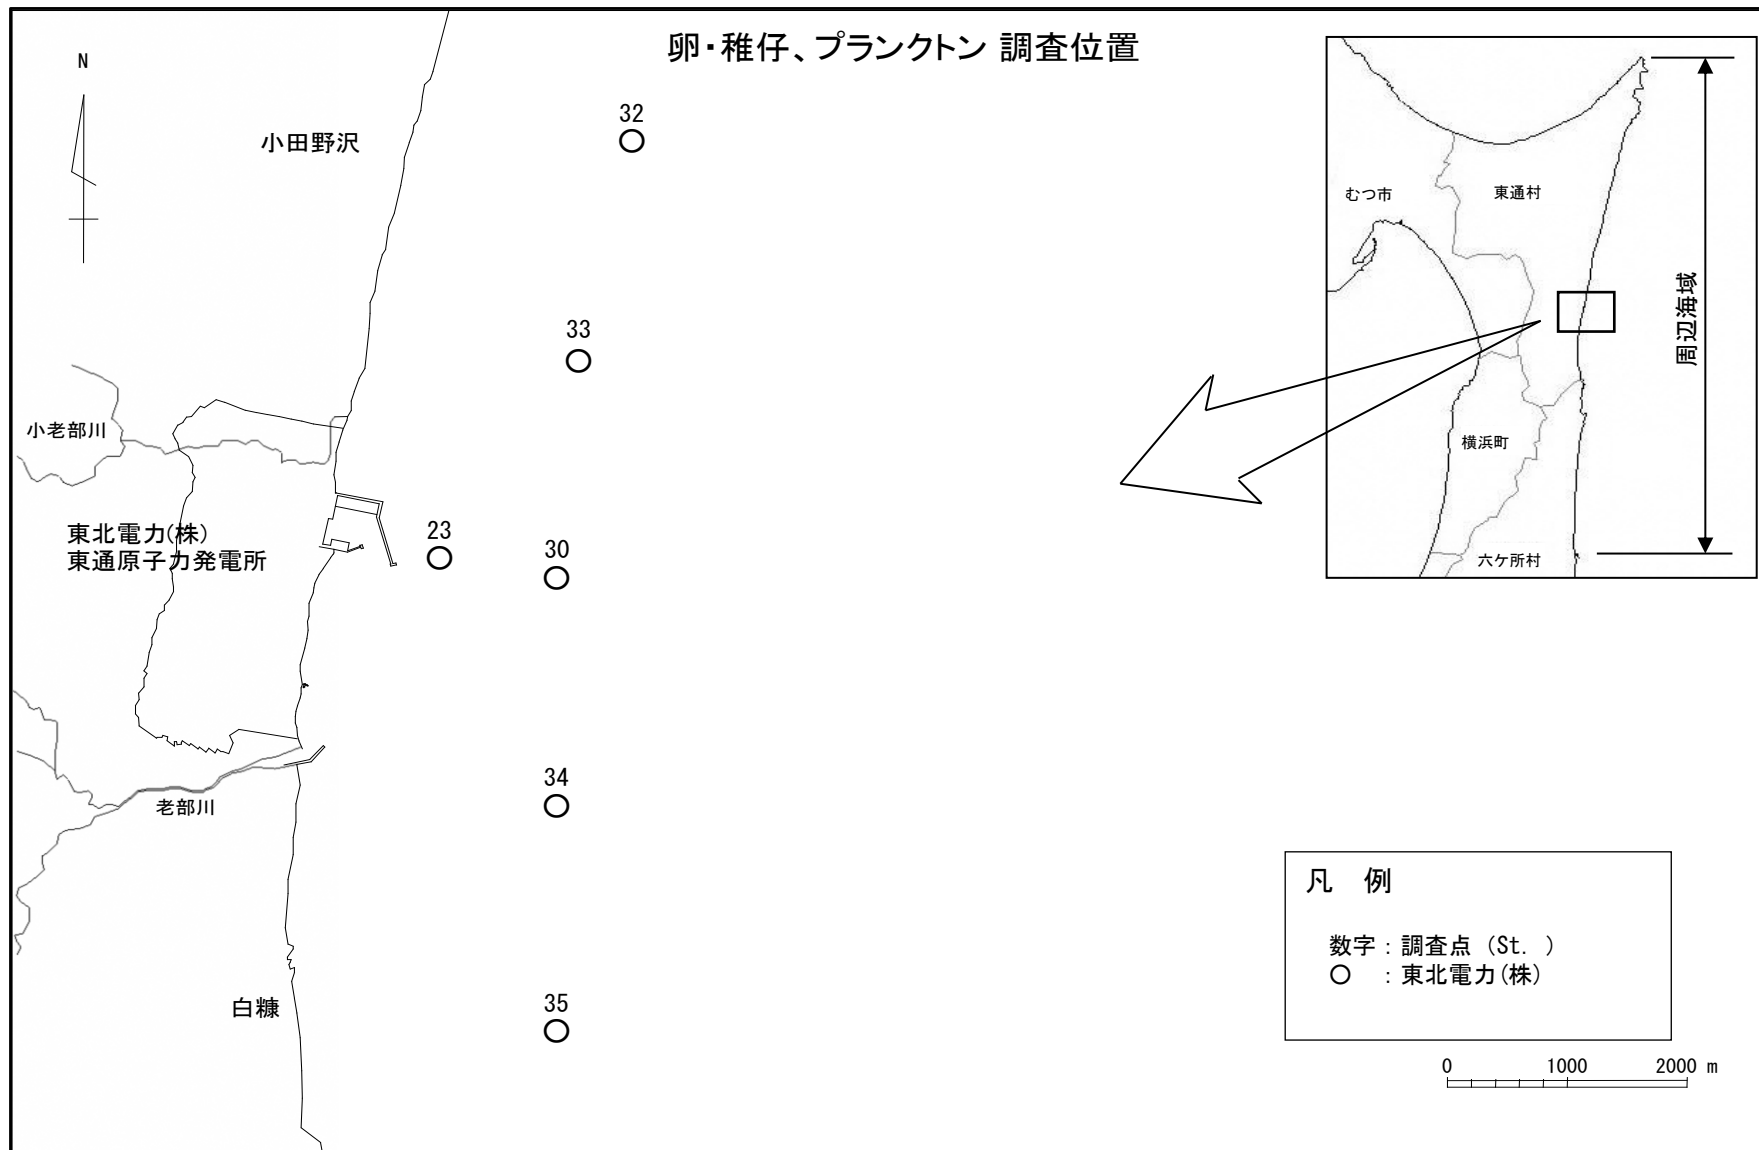 卵・稚仔、プランクトン 調査位置
N
小田野沢
32
33
小老部川
東北電力(株)
東通原子力発電所
23
30
34
老部川
35
白糠
むつ市
東通村
周辺海域
横浜町
六ケ所村
凡 例
数字 : 調査点 (St. )
○ : 東北電力(株)
0 1000 2000 m